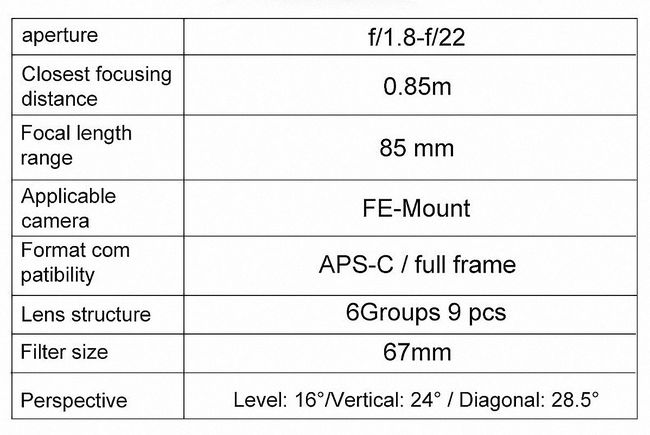 aperture
f/1.8-f/22
Closest focusing
distance
0.85m
Focal length
range
85 mm
Applicable
camera
FE-Mount
Format com
patibility
APS-C / full frame
Lens structure
6Groups 9 pcs
Filter size
67mm
Perspective
Level: 16°/Vertical: 24° / Diagonal: 28.5°